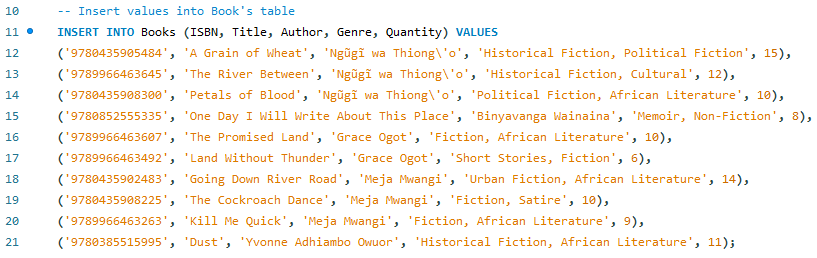 10 -- Insert values into Book's table
11 INSERT INTO Books (ISBN, Title, Author, Genre, Quantity) VALUES
12 ('9780435905484', 'A Grain of Wheat', 'Ngũgĩ wa Thiong\'o', 'Historical Fiction, Political Fiction', 15),
13 ('9789966463645', 'The River Between', 'Ngũgĩ wa Thiong\'o', 'Historical Fiction, Cultural', 12),
14 ('9780435908300', 'Petals of Blood', 'Ngũgĩ wa Thiong\'o', 'Political Fiction, African Literature', 10),
15 ('9780852555335', 'One Day I Will Write About This Place', 'Binyavanga Wainaina', 'Memoir, Non-Fiction', 8),
16 ('9789966463607', 'The Promised Land', 'Grace Ogot', 'Fiction, African Literature', 10),
17 ('9789966463492', 'Land Without Thunder', 'Grace Ogot', 'Short Stories, Fiction', 6),
18 ('9780435902483', 'Going Down River Road', 'Meja Mwangi', 'Urban Fiction, African Literature', 14),
19 ('9780435908225', 'The Cockroach Dance', 'Meja Mwangi', 'Fiction, Satire', 10),
20 ('9789966463263', 'Kill Me Quick', 'Meja Mwangi', 'Fiction, African Literature', 9),
21 ('9780385515995', 'Dust', 'Yvonne Adhiambo Owuor', 'Historical Fiction, African Literature', 11);